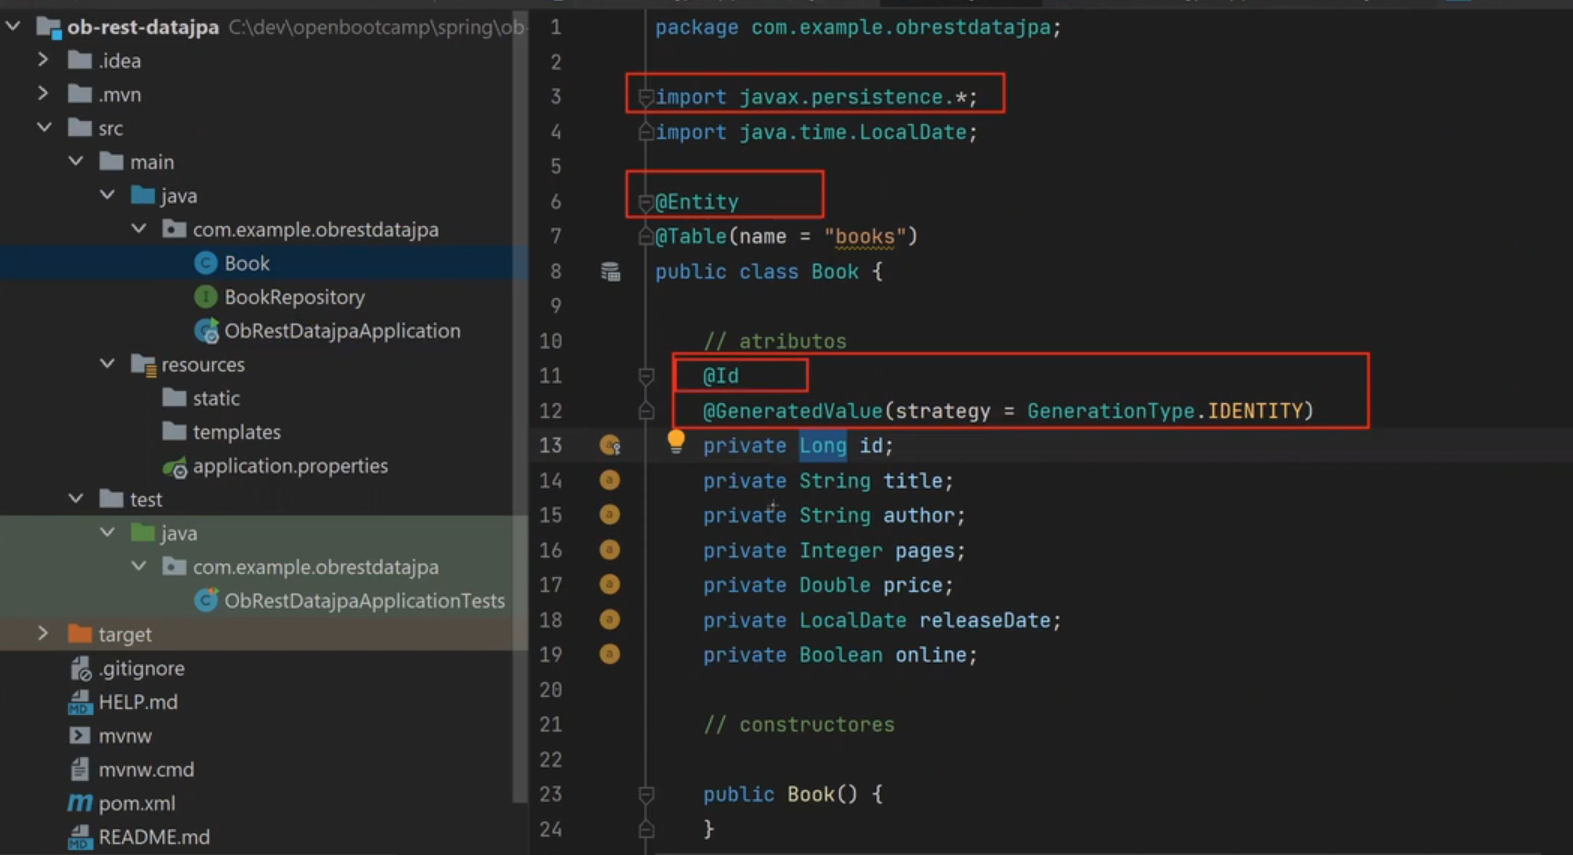 ob-rest-datajpa C:\dev\openbootcamp\spring\ob-
.idea
.mvn
src
main
java
com.example.obrestdatajpa
Book
BookRepository
ObRestDatajpaApplication
resources
static
templates
application.properties
test
java
com.example.obrestdatajpa
ObRestDatajpaApplicationTests
target
.gitignore
HELP.md
mvnw
mvnw.cmd
pom.xml
README.md
1 package com.example.obrestdatajpa;
2
3 import javax.persistence.*;
4 import java.time.LocalDate;
5
6 @Entity
7 @Table(name = "books")
8 public class Book {
9
10 // atributos
11 @Id
12 @GeneratedValue(strategy = GenerationType.IDENTITY)
13 private Long id;
14 private String title;
15 private String author;
16 private Integer pages;
17 private Double price;
18 private LocalDate releaseDate;
19 private Boolean online;
20
21 // constructores
22
23 public Book() {
24 }